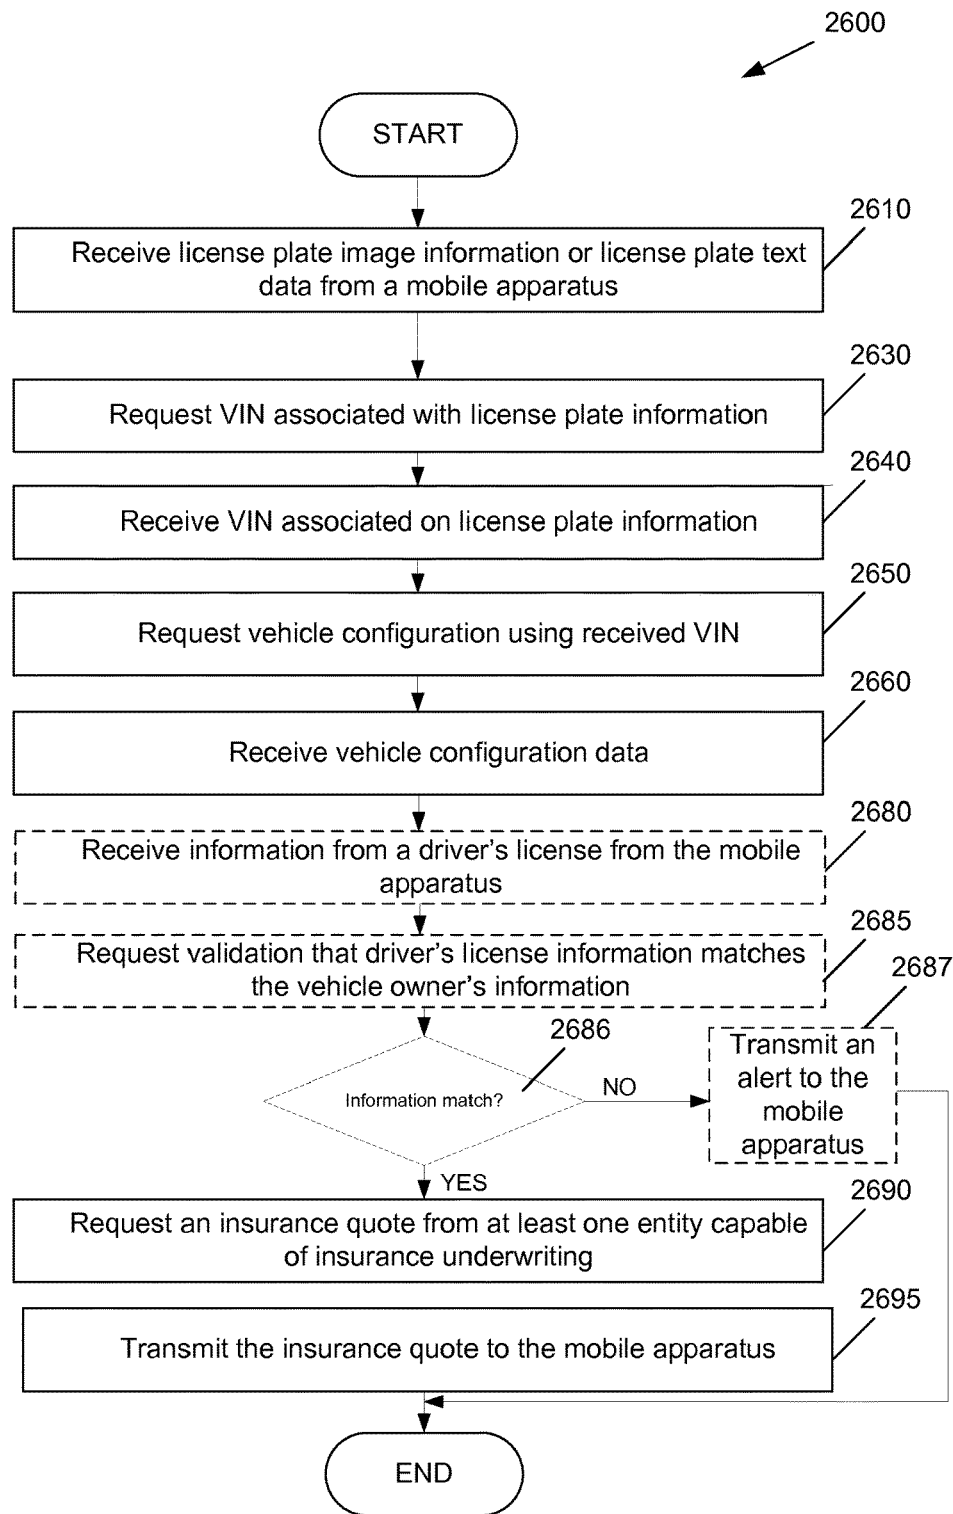 2600
START
2610
Receive license plate image information or license plate text
data from a mobile apparatus
2630
Request VIN associated with license plate information
2640
Receive VIN associated on license plate information
2650
Request vehicle configuration using received VIN
2660
Receive vehicle configuration data
2680
Receive information from a driver's license from the mobile
apparatus
2685
Request validation that driver's license information matches
the vehicle owner's information
2686
Information match?
NO
2687
Transmit an
alert to the
mobile
apparatus
YES
2690
Request an insurance quote from at least one entity capable
of insurance underwriting
2695
Transmit the insurance quote to the mobile apparatus
END